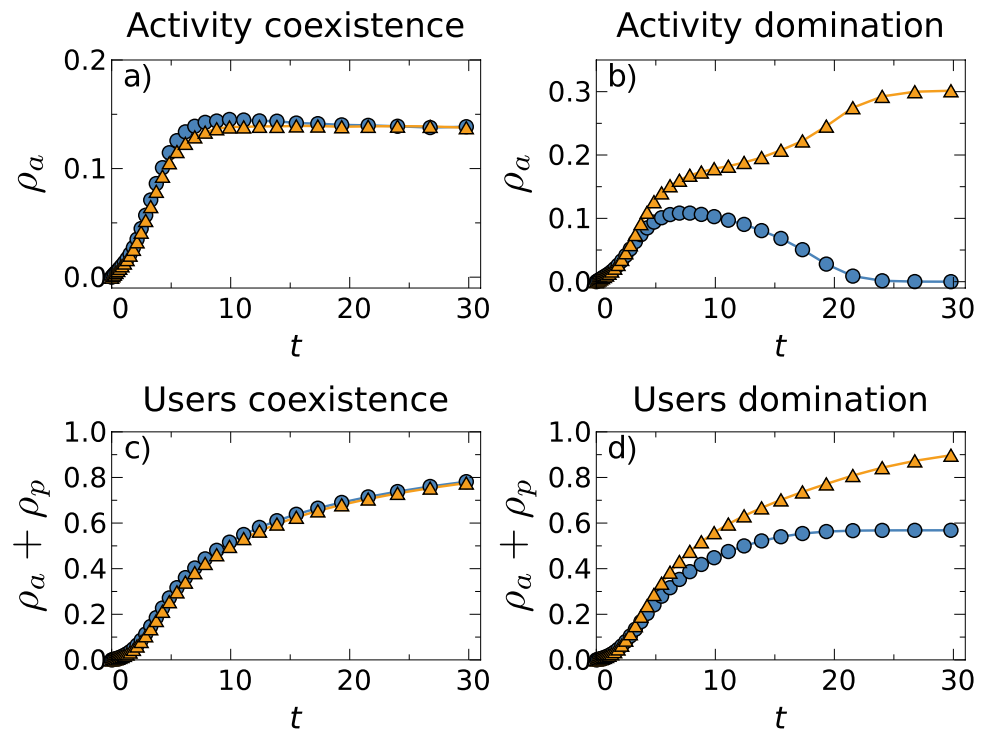 Activity coexistence
a)
0.2
0.1
0.0
ρₐ
0 10 20 30
t
Activity domination
b)
0.3
0.2
0.1
0.0
ρₐ
0 10 20 30
t
Users coexistence
c)
1.0
0.8
0.6
0.4
0.2
0.0
ρₐ + ρₚ
0 10 20 30
t
Users domination
d)
1.0
0.8
0.6
0.4
0.2
0.0
ρₐ + ρₚ
0 10 20 30
t